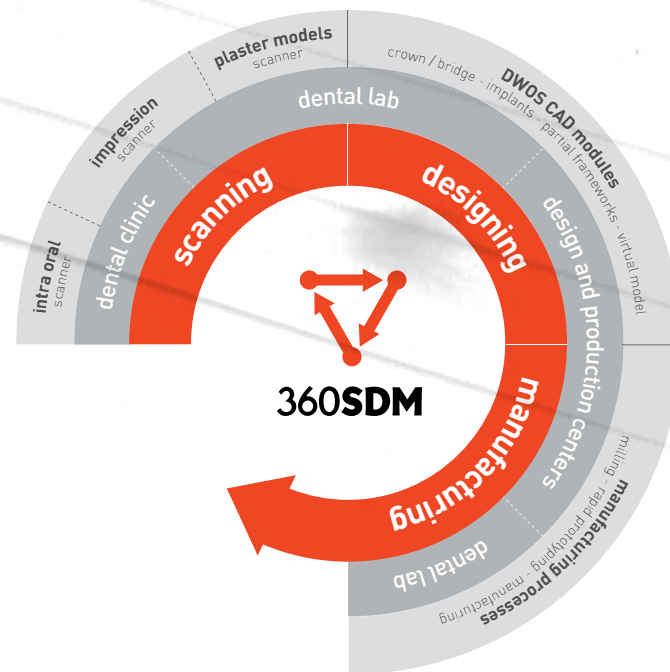 plaster models
scanner
impression
scanner
intra oral
scanner
dental clinic
dental lab
scanning
designing
DWOS CAD modules
crown / bridge - implants - partial frameworks - virtual model
design and production centers
manufacturing
manufacturing processes
milling - rapid prototyping - manufacturing
dental lab
360SDM